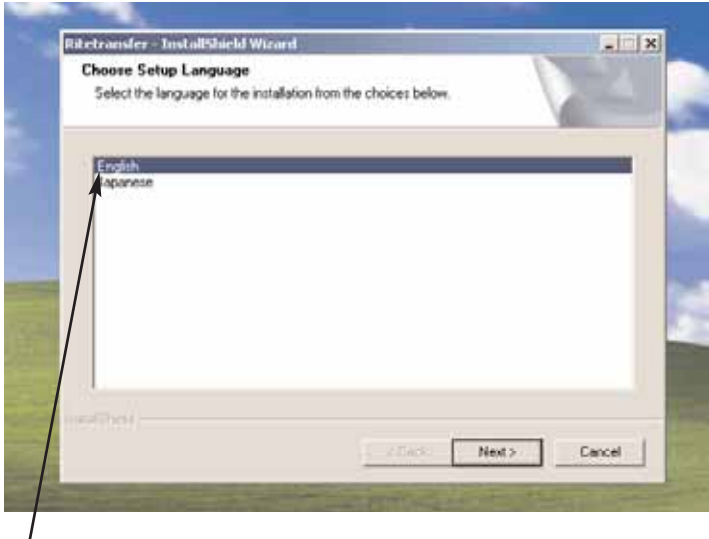 Ritetransfer - InstallShield Wizard
Choose Setup Language
Select the language for the installation from the choices below.
English
Japanese
InstallShield
< Back
Next >
Cancel